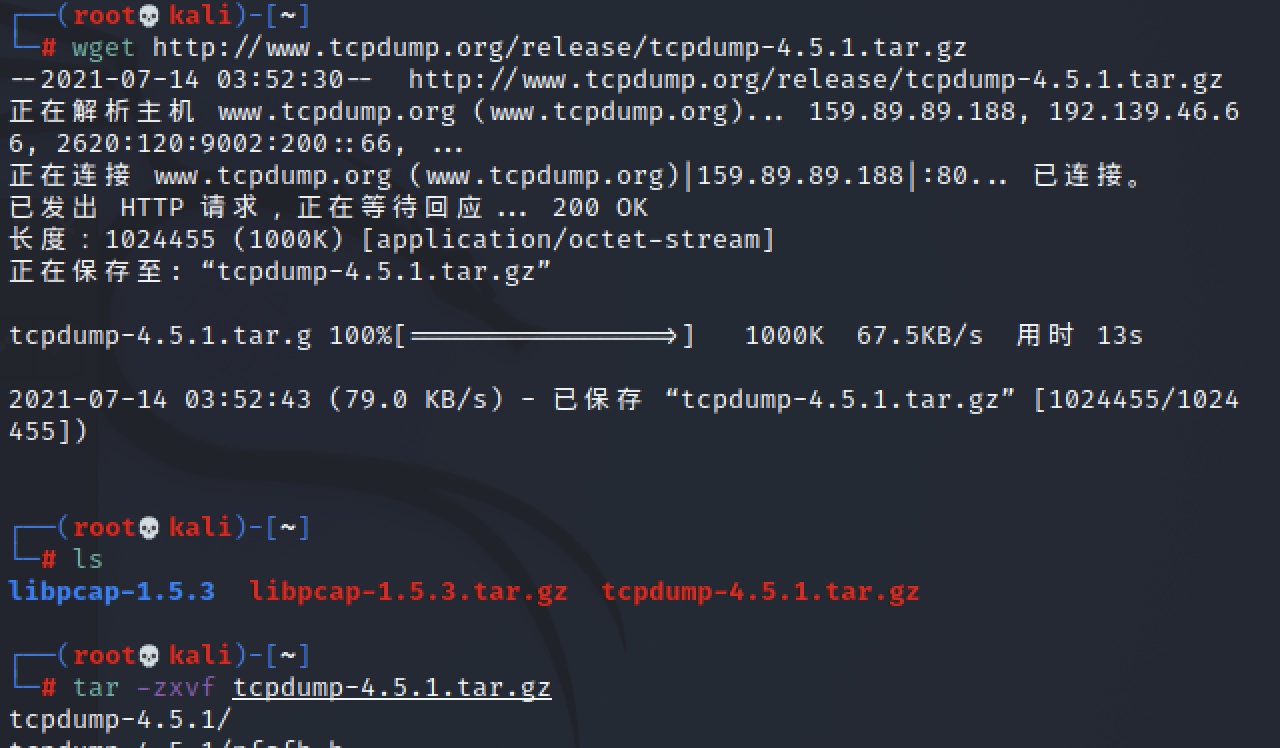 ┌──(root💀kali)-[~]
└─# wget http://www.tcpdump.org/release/tcpdump-4.5.1.tar.gz
--2021-07-14 03:52:30--  http://www.tcpdump.org/release/tcpdump-4.5.1.tar.gz
正在解析主机 www.tcpdump.org (www.tcpdump.org)... 159.89.89.188, 192.139.46.6
6, 2620:120:9002:200::66, ...
正在连接 www.tcpdump.org (www.tcpdump.org)|159.89.89.188|:80... 已连接。
已发出 HTTP 请求，正在等待回应... 200 OK
长度：1024455 (1000K) [application/octet-stream]
正在保存至: “tcpdump-4.5.1.tar.gz”
tcpdump-4.5.1.tar.g 100%[=================>]   1000K  67.5KB/s  用时 13s
2021-07-14 03:52:43 (79.0 KB/s) - 已保存 “tcpdump-4.5.1.tar.gz” [1024455/1024
455])
┌──(root💀kali)-[~]
└─# ls
libpcap-1.5.3  libpcap-1.5.3.tar.gz  tcpdump-4.5.1.tar.gz
┌──(root💀kali)-[~]
└─# tar -zxvf tcpdump-4.5.1.tar.gz
tcpdump-4.5.1/